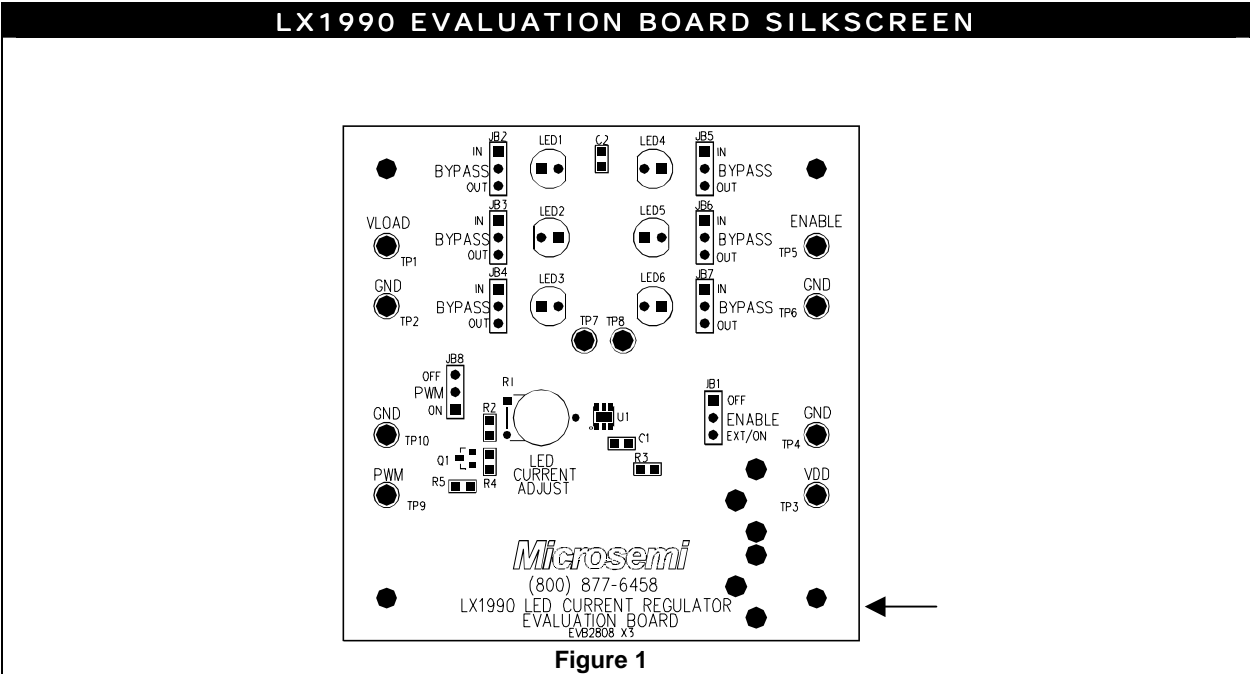 LX1990 EVALUATION BOARD SILKSCREEN
JB2 LED1 C2 LED4 JB5
IN IN
BYPASS BYPASS
OUT OUT
JB3 LED2 LED5 JB6
VLOAD IN IN ENABLE
BYPASS BYPASS
TP1 OUT OUT TP5
JB4 LED3 LED6 JB7
GND IN IN GND
BYPASS BYPASS
TP2 OUT OUT TP6
TP7 TP8
JB8
OFF
PWM
ON
R1
R2
JB1
OFF
ENABLE
EXT/ON
GND U1 GND
TP10 C1 TP4
Q1 R3
LED
CURRENT
ADJUST
PWM R5 R4 VDD
TP9 TP3
Microsemi
(800) 877-6458
LX1990 LED CURRENT REGULATOR
EVALUATION BOARD
EVB2808 X3
Figure 1